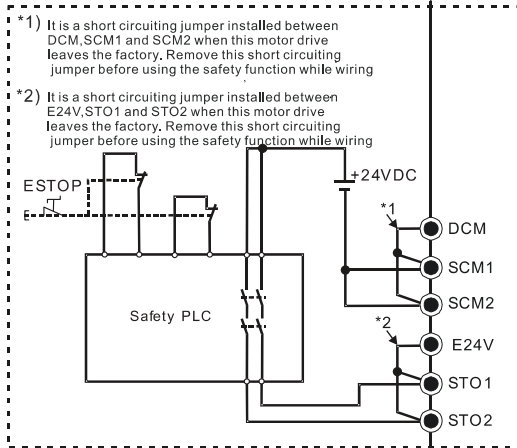 *1) It is a short circuiting jumper installed between
DCM,SCM1 and SCM2 when this motor drive
leaves the factory. Remove this short circuiting
jumper before using the safety function while wiring
*2) It is a short circuiting jumper installed between
E24V,STO1 and STO2 when this motor drive
leaves the factory. Remove this short circuiting
jumper before using the safety function while wiring
ESTOP
+24VDC
*1
DCM
SCM1
Safety PLC
SCM2
*2
E24V
STO1
STO2